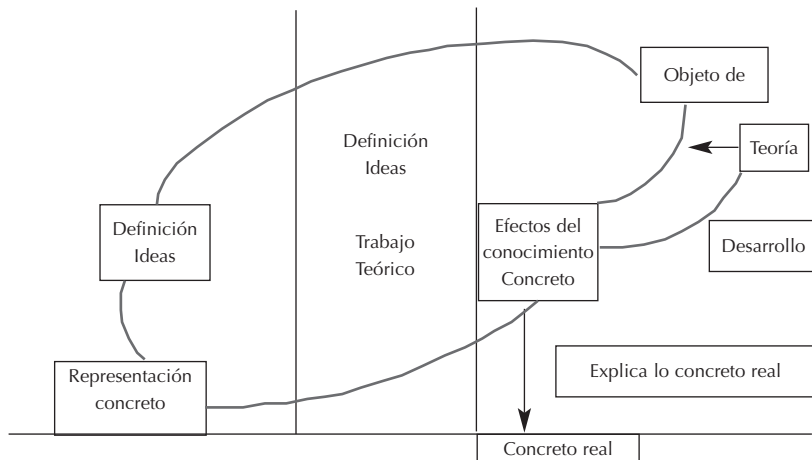 Objeto de
Definición
Ideas
Teoría
Definición
Ideas
Trabajo
Teórico
Efectos del
conocimiento
Concreto
Desarrollo
Representación
concreto
Explica lo concreto real
Concreto real